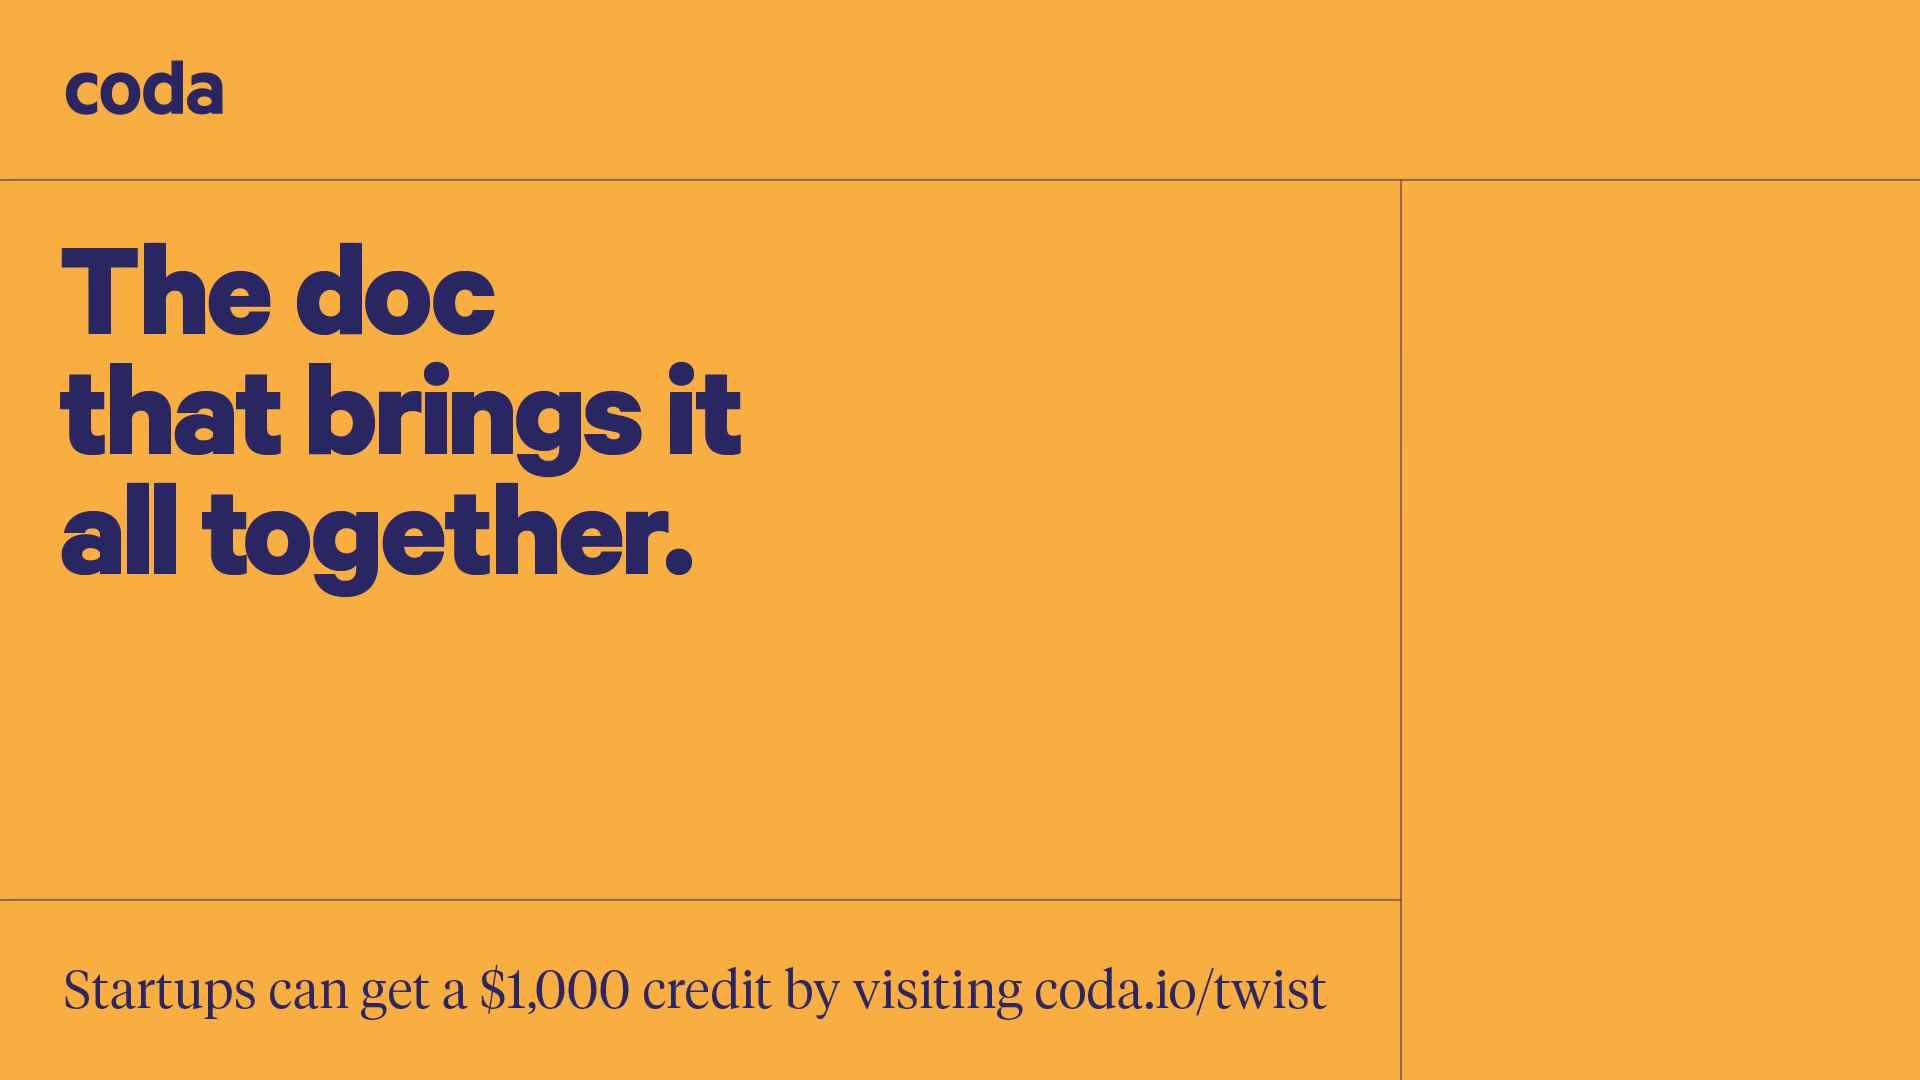 coda
The doc
that brings it
all together.
Startups can get a $1,000 credit by visiting coda.io/twist